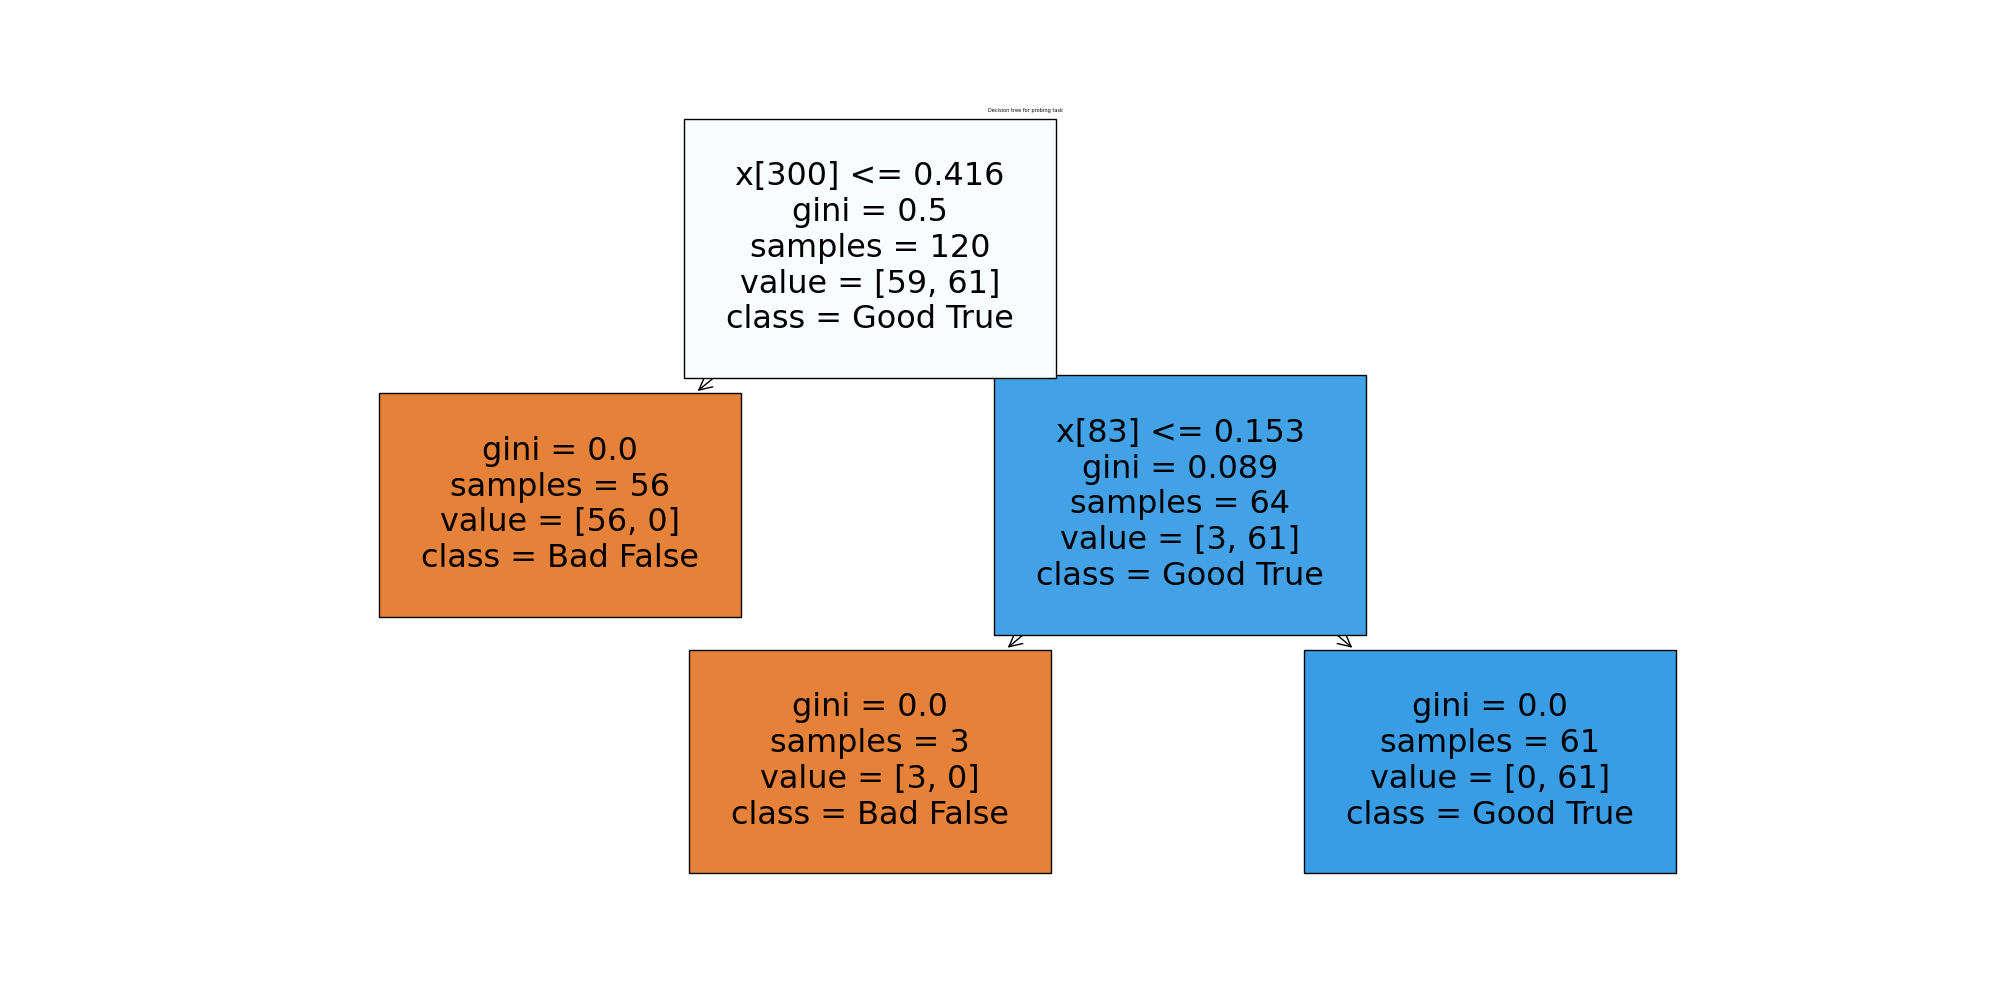 Decision tree for probing task
x[300] <= 0.416
gini = 0.5
samples = 120
value = [59, 61]
class = Good True
gini = 0.0
samples = 56
value = [56, 0]
class = Bad False
x[83] <= 0.153
gini = 0.089
samples = 64
value = [3, 61]
class = Good True
gini = 0.0
samples = 3
value = [3, 0]
class = Bad False
gini = 0.0
samples = 61
value = [0, 61]
class = Good True